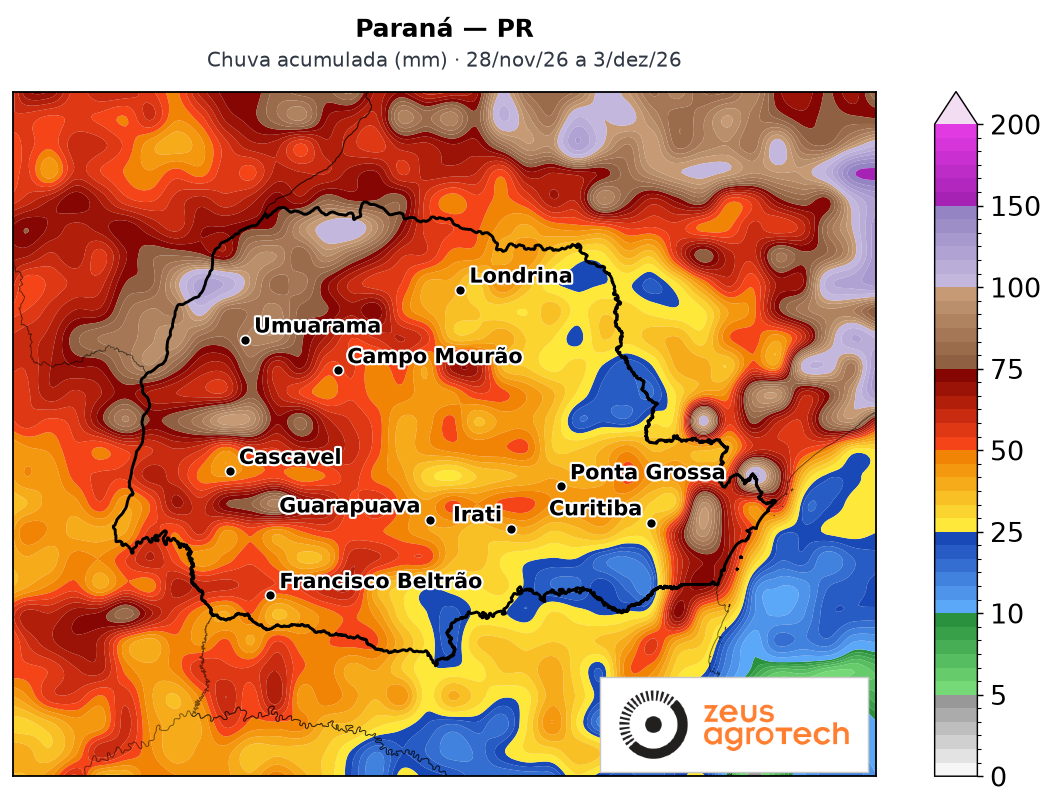 Paraná — PR
Chuva acumulada (mm) · 28/nov/26 a 3/dez/26
Londrina
Umuarama
Campo Mourão
Cascavel
Ponta Grossa
Guarapuava
Irati
Curitiba
Francisco Beltrão
zeus
agrotech
200
150
100
75
50
25
10
5
0